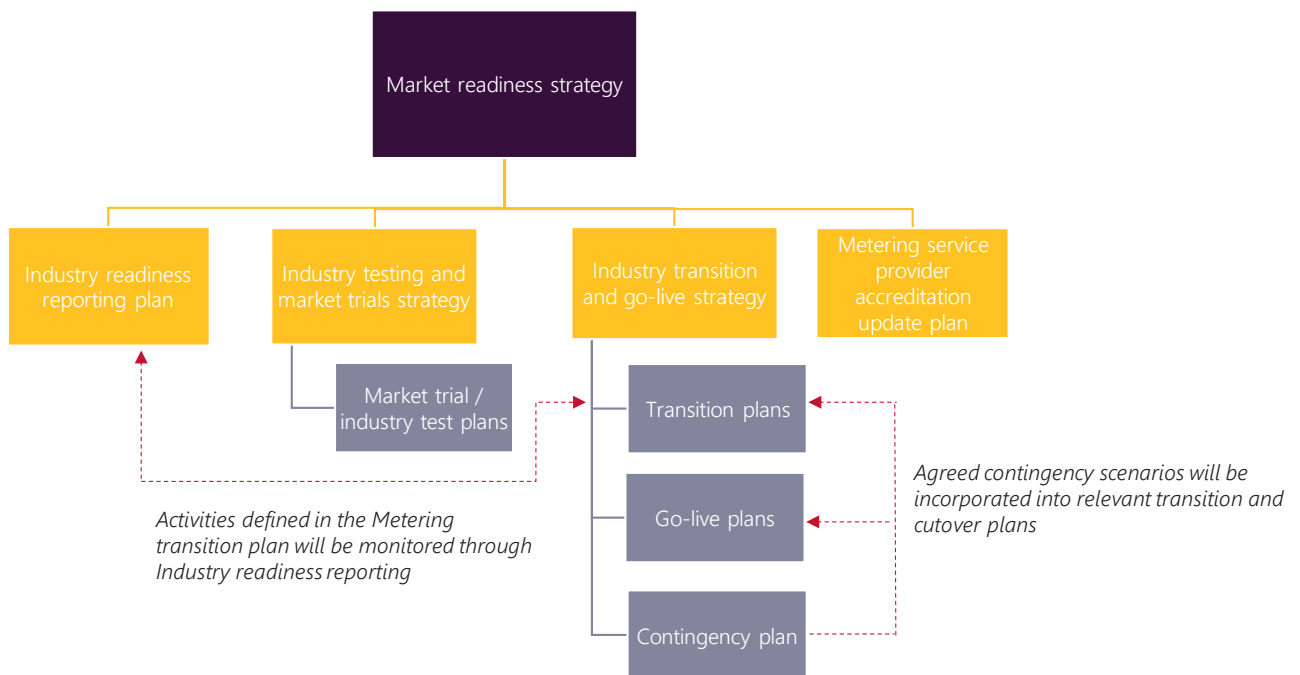 Market readiness strategy
Industry readiness
reporting plan
Industry testing and
market trials strategy
Industry transition
and go-live strategy
Metering service
provider
accreditation
update plan
Market trial /
industry test plans
Transition plans
Go-live plans
Contingency plan
Activities defined in the Metering
transition plan will be monitored through
Industry readiness reporting
Agreed contingency scenarios will be
incorporated into relevant transition and
cutover plans